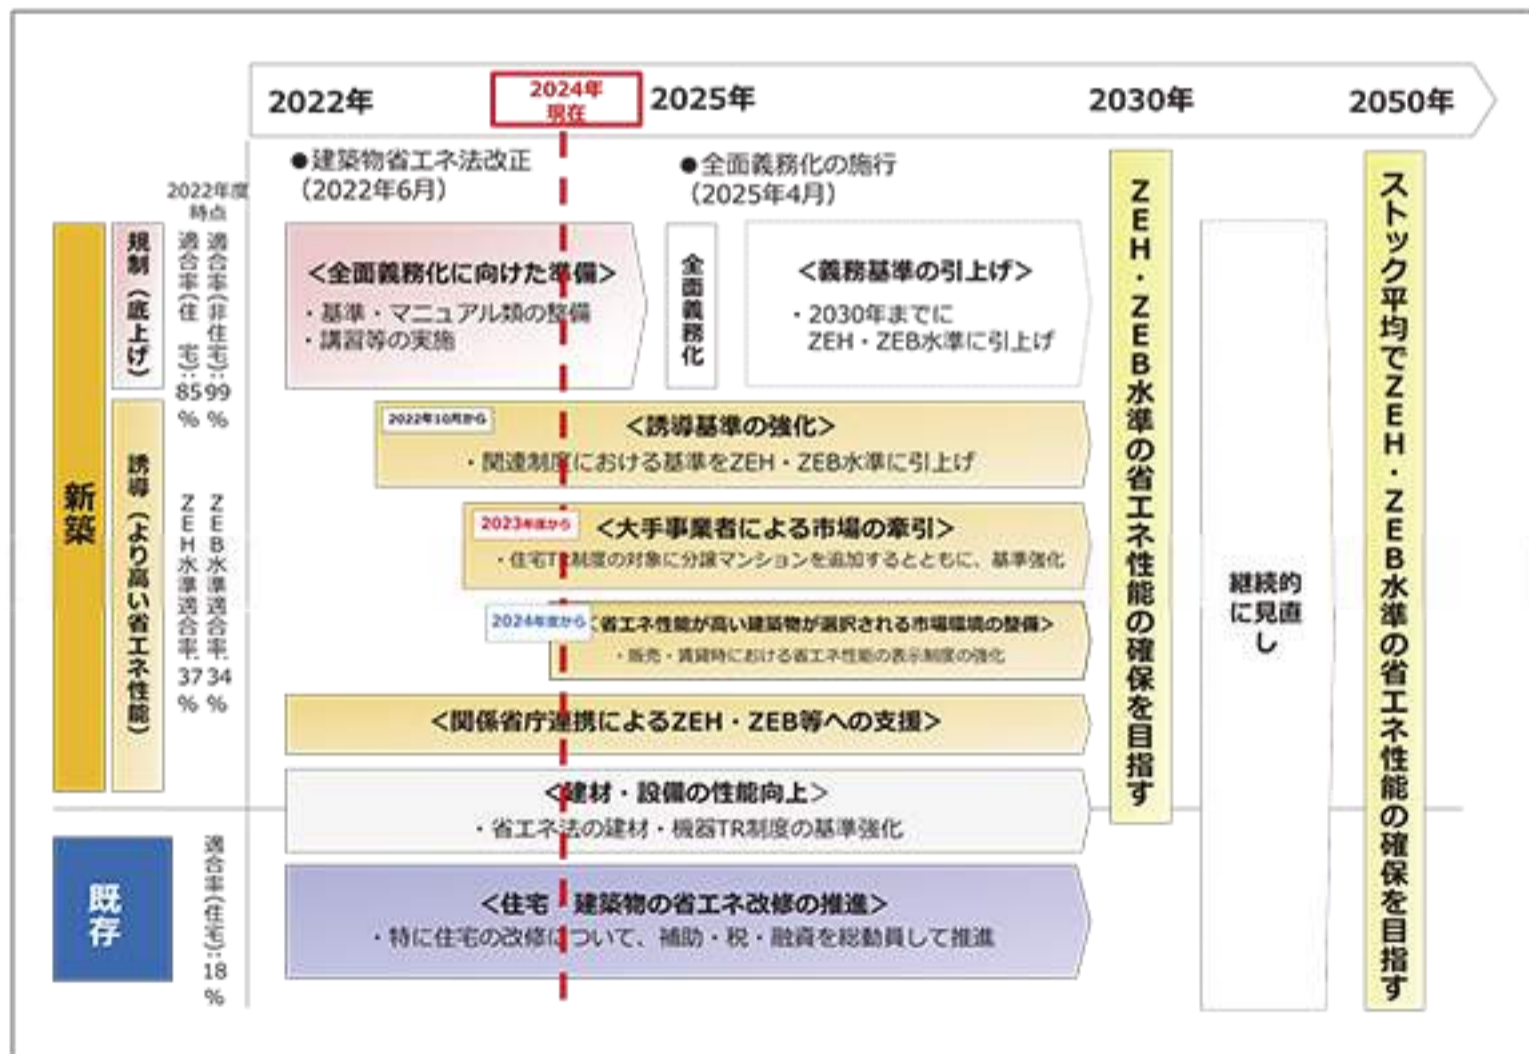 2022年
2024年
現在
2025年
2030年
2050年
●建築物省エネ法改正
（2022年6月）
●全面義務化の施行
（2025年4月）
2022年度
時点
新築
規制（底上げ）
適合率(住　宅):85%
適合率(非住宅):99%
＜全面義務化に向けた準備＞
・基準・マニュアル類の整備
・講習等の実施
全面義務化
＜義務基準の引上げ＞
・2030年までに
ZEH・ZEB水準に引上げ
誘導（より高い省エネ性能）
ZEH水準適合率:37%
ZEB水準適合率:34%
2022年10月から
＜誘導基準の強化＞
・関連制度における基準をZEH・ZEB水準に引上げ
2023年度から
＜大手事業者による市場の牽引＞
・住宅TR制度の対象に分譲マンションを追加するとともに、基準強化
2024年度から
＜省エネ性能が高い建築物が選択される市場環境の整備＞
・販売・賃貸時における省エネ性能の表示制度の強化
＜関係省庁連携によるZEH・ZEB等への支援＞
＜建材・設備の性能向上＞
・省エネ法の建材・機器TR制度の基準強化
既存
適合率(住宅):18%
＜住宅・建築物の省エネ改修の推進＞
・特に住宅の改修について、補助・税・融資を総動員して推進
ZEH・ZEB水準の省エネ性能の確保を目指す
継続的
に見直
し
ストック平均でZEH・ZEB水準の省エネ性能の確保を目指す